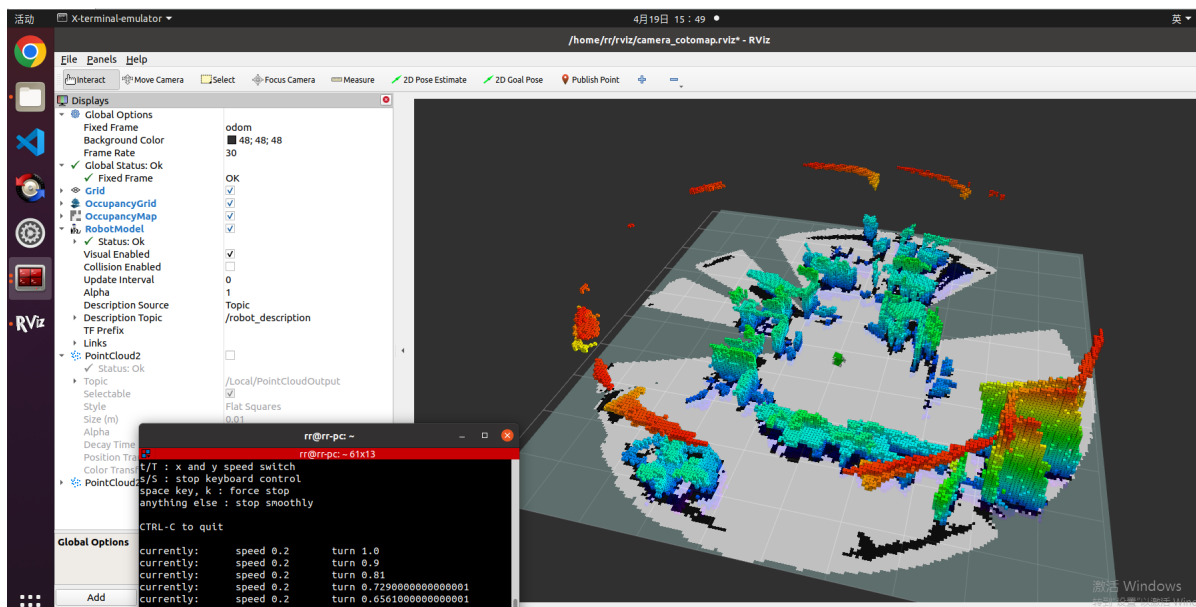 活动
X-terminal-emulator
4月19日 15：49
英
/home/rr/rviz/camera_cotomap.rviz* - RViz
File Panels Help
Interact Move Camera Select Focus Camera Measure 2D Pose Estimate 2D Goal Pose Publish Point
Displays
Global Options
Fixed Frame odom
Background Color 48; 48; 48
Frame Rate 30
Global Status: Ok
Fixed Frame OK
Grid
OccupancyGrid
OccupancyMap
RobotModel
Status: Ok
Visual Enabled
Collision Enabled
Update Interval 0
Alpha 1
Description Source Topic
Description Topic /robot_description
TF Prefix
Links
PointCloud2
Status: Ok
Topic /Local/PointCloudOutput
Selectable
Style Flat Squares
Size (m) 0.01
Alpha
Decay Time
Position Tra
Color Transf
PointCloud2
Global Options
Add
RViz
rr@rr-pc: ~
rr@rr-pc: ~ 61x13
t/T : x and y speed switch
s/S : stop keyboard control
space key, k : force stop
anything else : stop smoothly
CTRL-C to quit
currently: speed 0.2 turn 1.0
currently: speed 0.2 turn 0.9
currently: speed 0.2 turn 0.81
currently: speed 0.2 turn 0.7290000000000001
currently: speed 0.2 turn 0.6561000000000001
激活 Windows